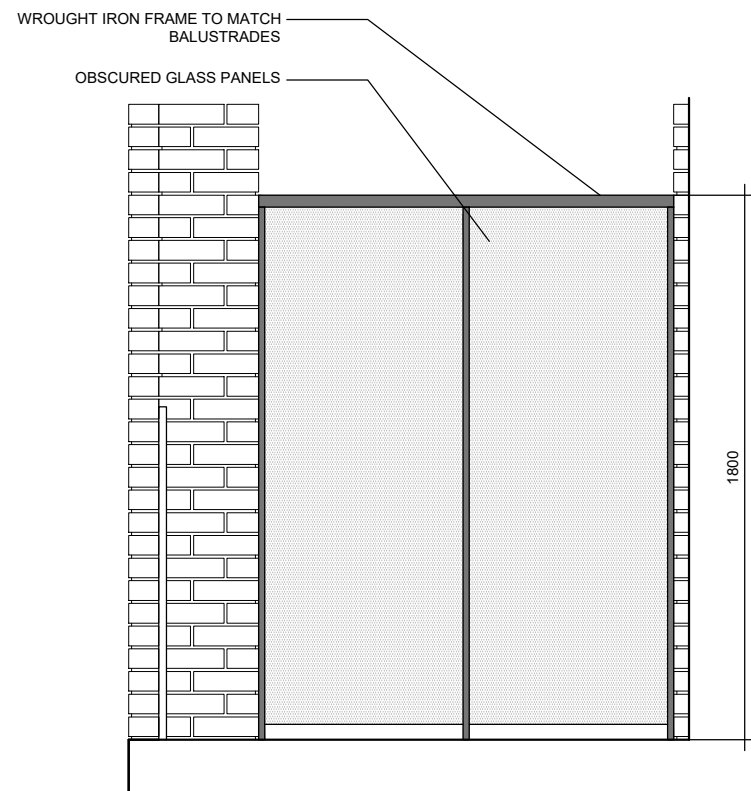 WROUGHT IRON FRAME TO MATCH
BALUSTRADES
OBSCURED GLASS PANELS
1800